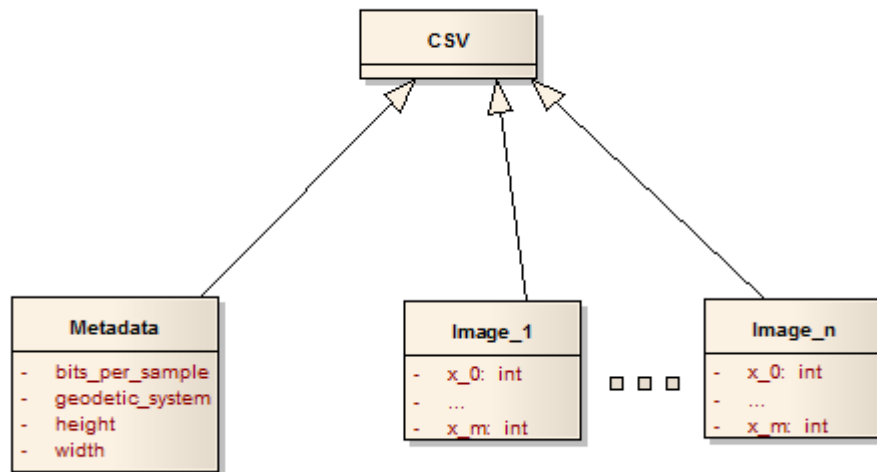 CSV
Metadata
- bits_per_sample
- geodetic_system
- height
- width
Image_1
- x_0: int
- ...
- x_m: int
Image_n
- x_0: int
- ...
- x_m: int